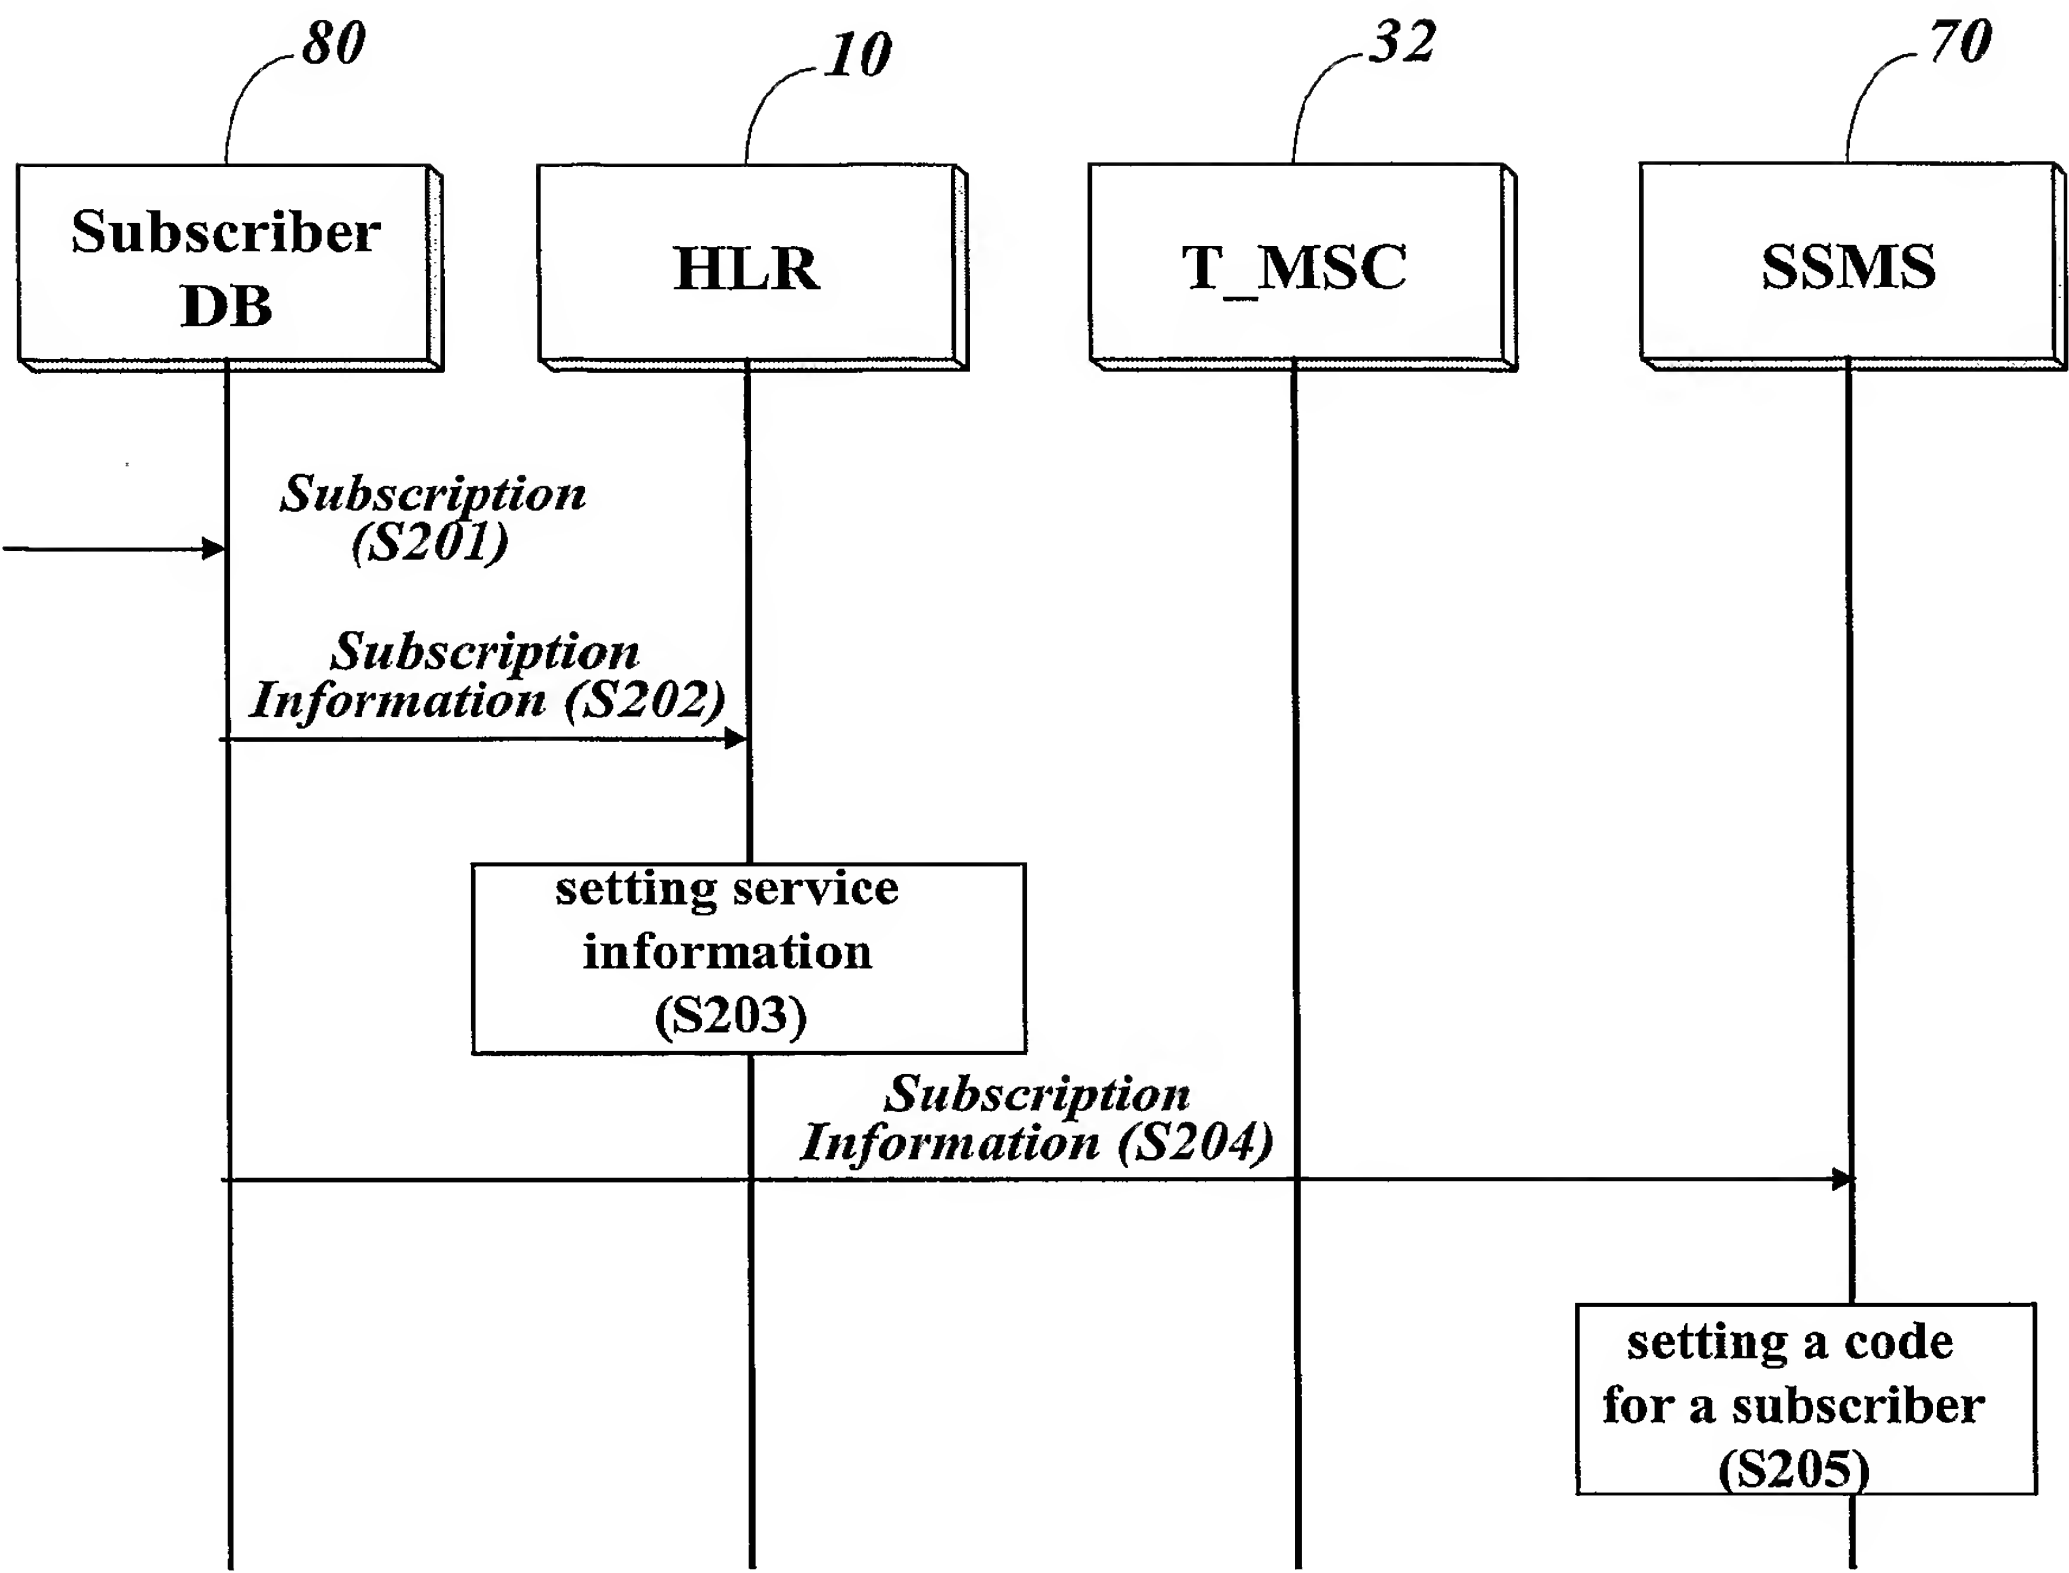 80
10
32
70
Subscriber
DB
HLR
T_MSC
SSMS
Subscription
(S201)
Subscription
Information (S202)
setting service
information
(S203)
Subscription
Information (S204)
setting a code
for a subscriber
(S205)